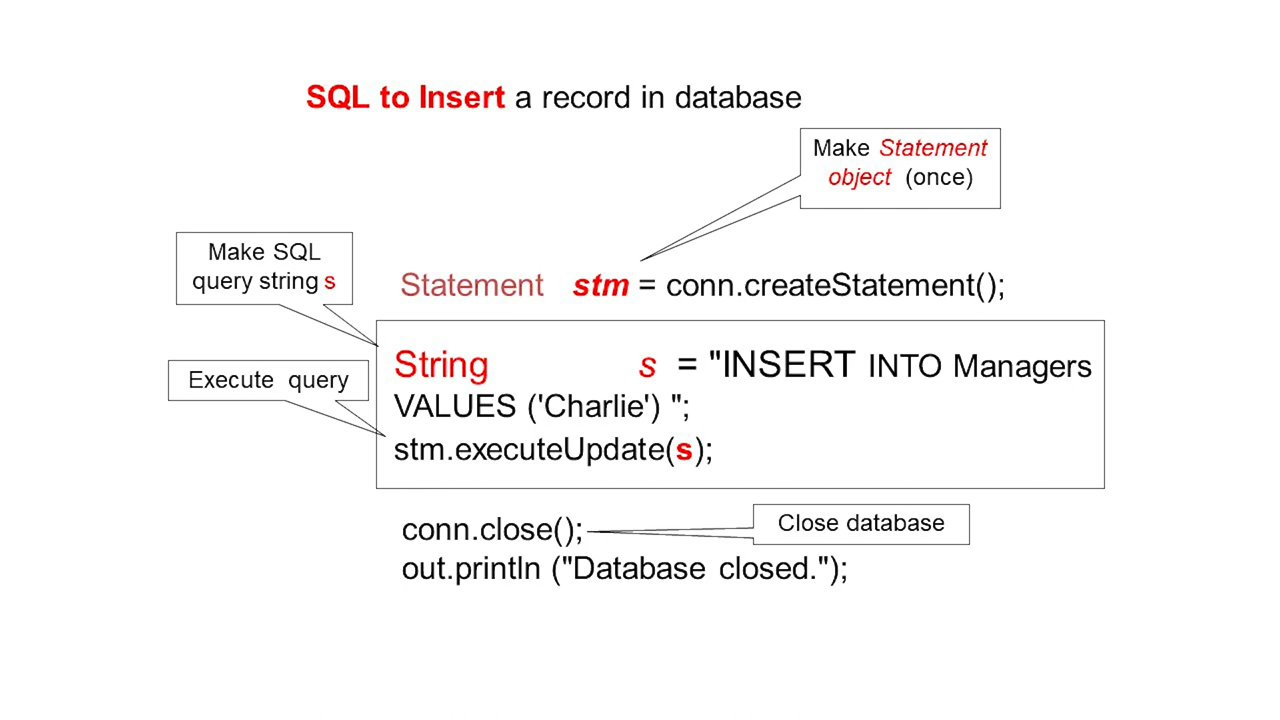 SQL to Insert a record in database
Make Statement
object (once)
Make SQL
query string s
Statement stm = conn.createStatement();
String s = "INSERT INTO Managers
VALUES ('Charlie') ";
Execute query
stm.executeUpdate(s);
conn.close();
Close database
out.println ("Database closed.");